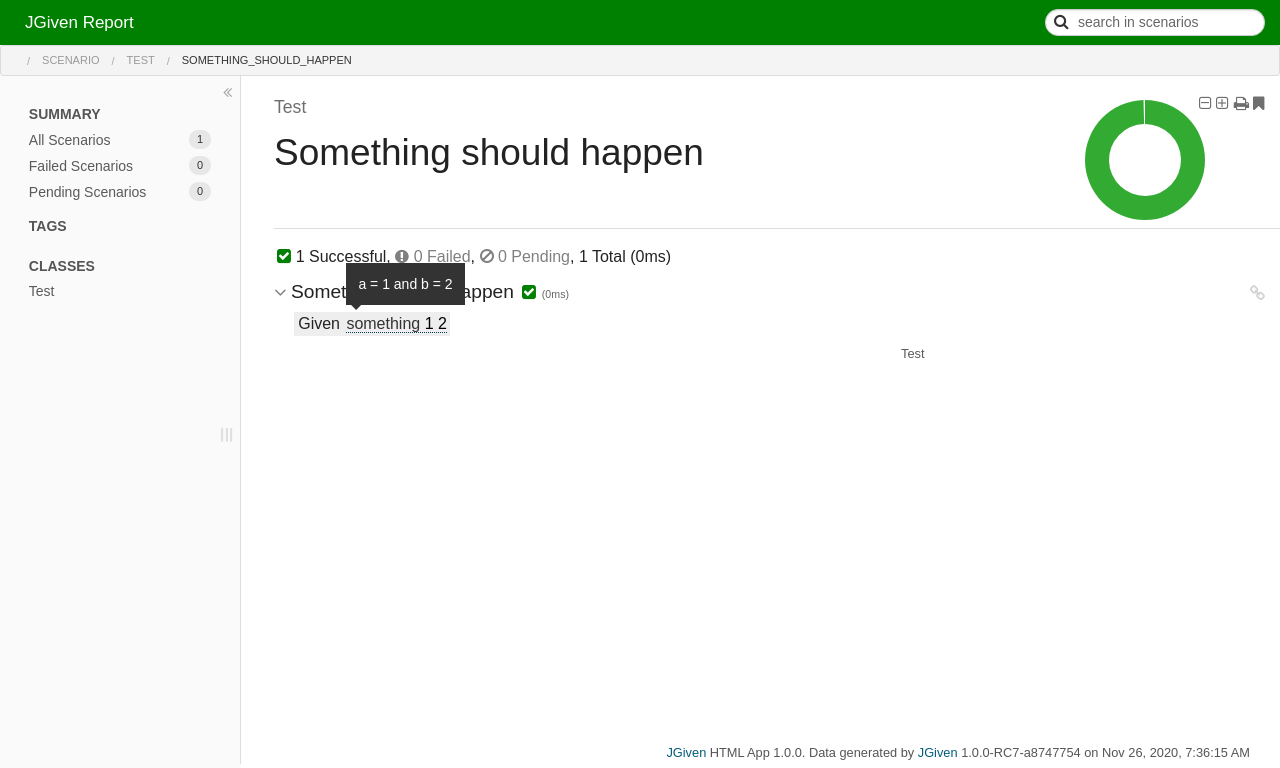 JGiven Report
search in scenarios
/ SCENARIO / TEST / SOMETHING_SHOULD_HAPPEN
SUMMARY
All Scenarios 1
Failed Scenarios 0
Pending Scenarios 0
TAGS
CLASSES
Test
Test
Something should happen
1 Successful, 0 Failed, 0 Pending, 1 Total (0ms)
a = 1 and b = 2
(0ms)
Given something 1 2
Test
JGiven HTML App 1.0.0. Data generated by JGiven 1.0.0-RC7-a8747754 on Nov 26, 2020, 7:36:15 AM